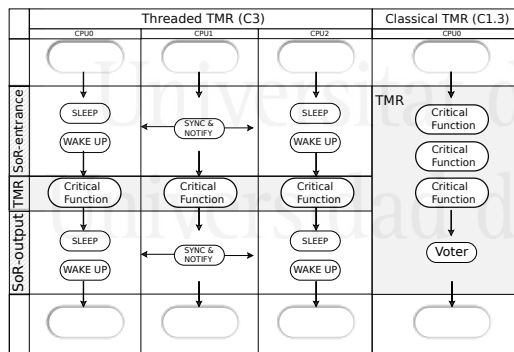 Threaded TMR (C3)
Classical TMR (C1.3)
CPU0
CPU1
CPU2
CPU0
SoR-entrance
SLEEP
WAKE UP
SYNC &
NOTIFY
SLEEP
WAKE UP
TMR
Critical
Function
Critical
Function
Critical
Function
SoR-output
SLEEP
WAKE UP
SYNC &
NOTIFY
SLEEP
WAKE UP
TMR
Critical
Function
Critical
Function
Critical
Function
Voter
Universitat d
Universidad d